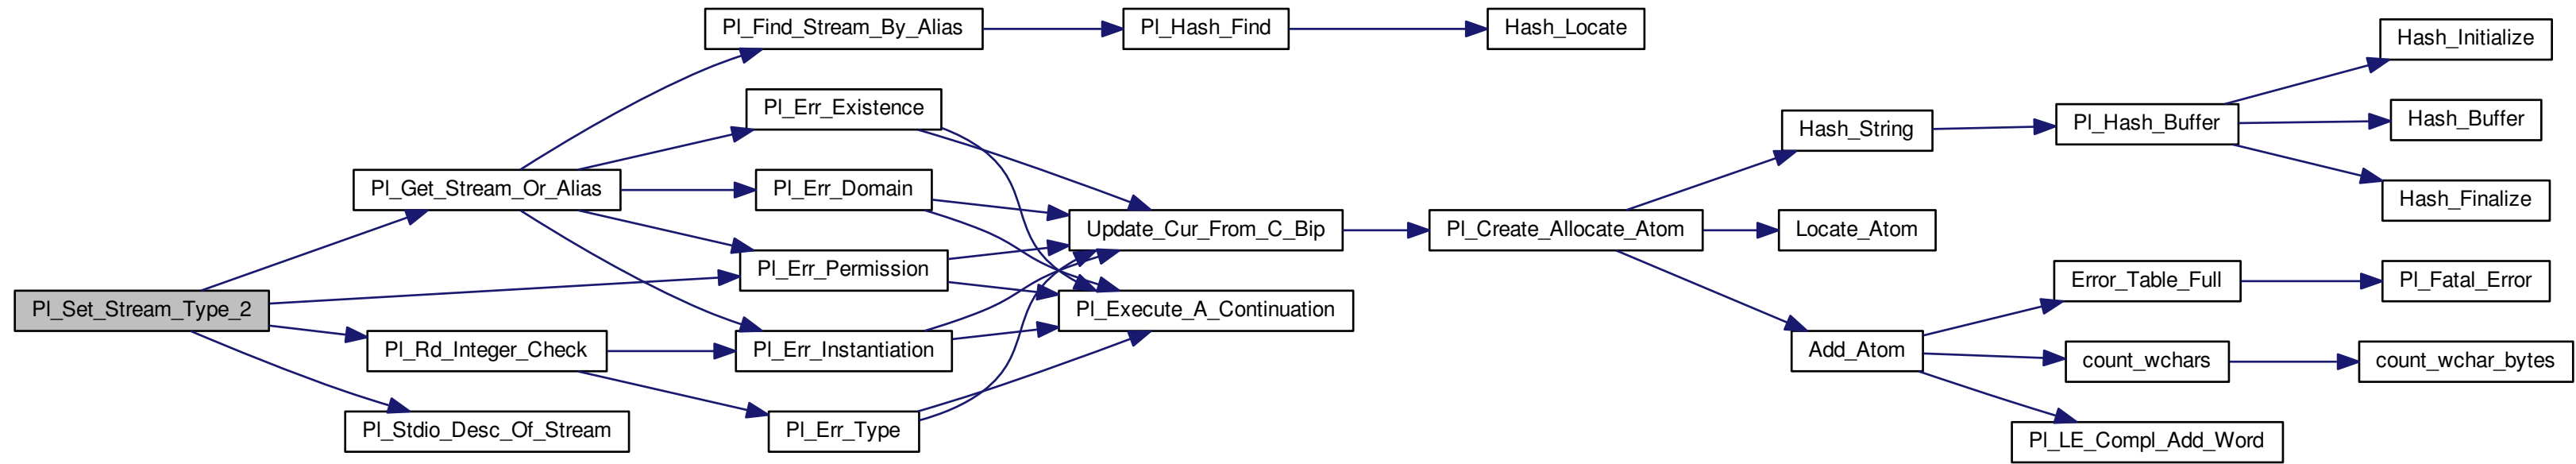 Pl_Set_Stream_Type_2
Pl_Get_Stream_Or_Alias
Pl_Rd_Integer_Check
Pl_Stdio_Desc_Of_Stream
Pl_Find_Stream_By_Alias
Pl_Err_Existence
Pl_Err_Domain
Pl_Err_Permission
Pl_Err_Instantiation
Pl_Err_Type
Pl_Hash_Find
Update_Cur_From_C_Bip
Pl_Execute_A_Continuation
Hash_Locate
Pl_Create_Allocate_Atom
Hash_String
Locate_Atom
Add_Atom
Pl_Hash_Buffer
Error_Table_Full
count_wchars
Pl_LE_Compl_Add_Word
Hash_Initialize
Hash_Buffer
Hash_Finalize
Pl_Fatal_Error
count_wchar_bytes